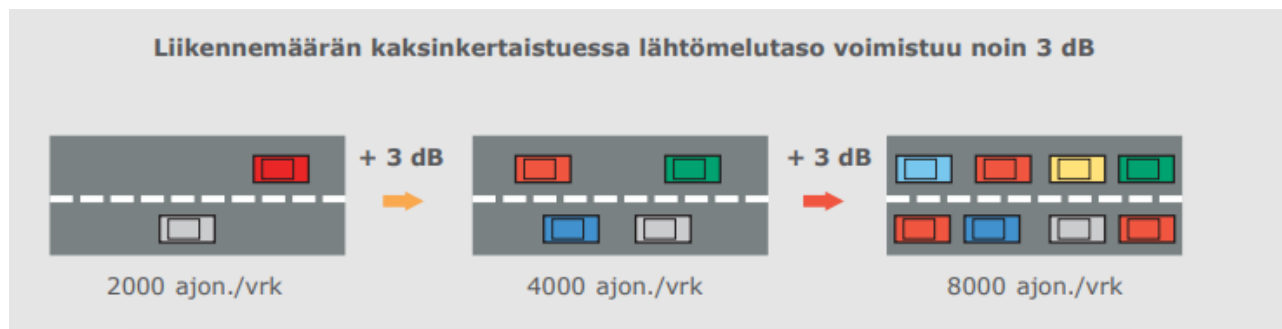 Liikennemäärän kaksinkertaistuessa lähtömelutaso voimistuu noin 3 dB
+ 3 dB
+ 3 dB
2000 ajon./vrk
4000 ajon./vrk
8000 ajon./vrk